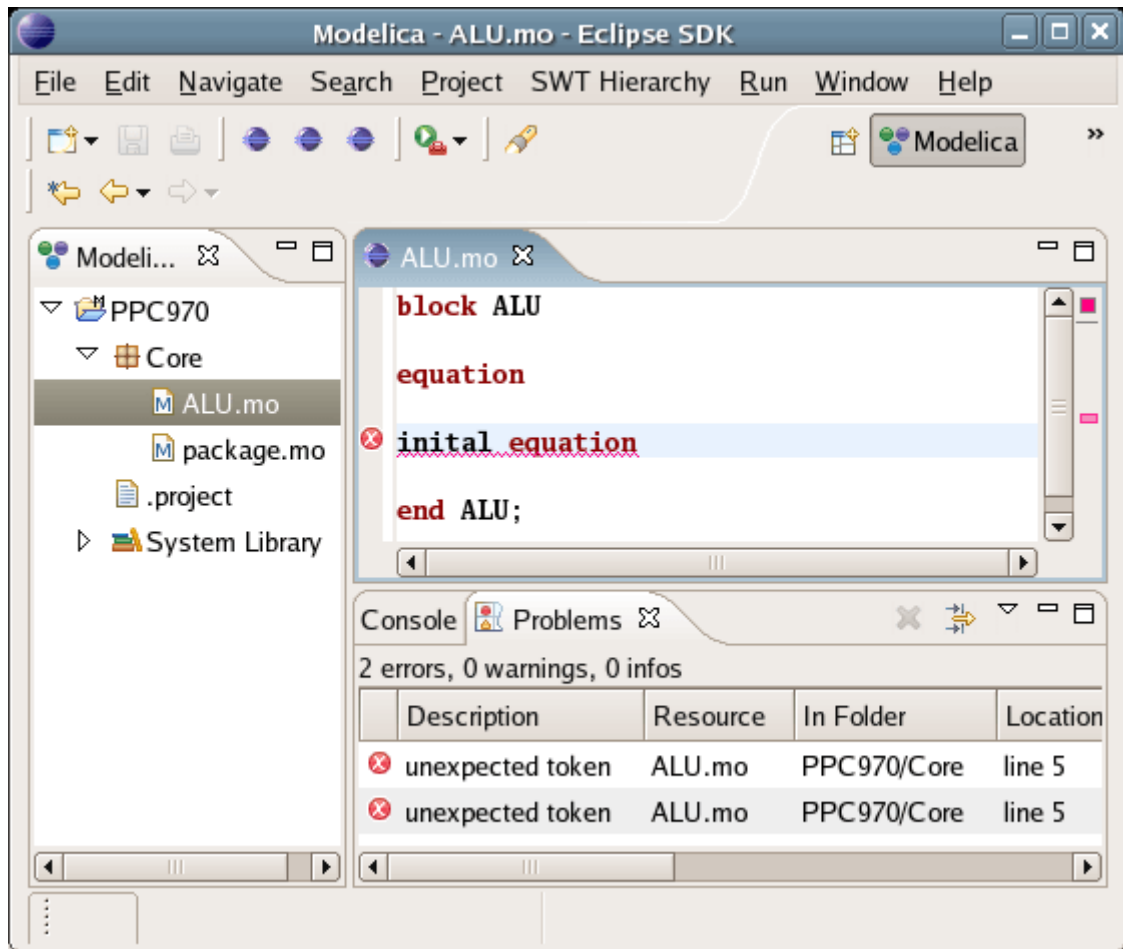 Modelica - ALU.mo - Eclipse SDK
File Edit Navigate Search Project SWT Hierarchy Run Window Help
Modelica »
Modeli...
PPC970
Core
ALU.mo
package.mo
.project
System Library
ALU.mo
block ALU
equation
inital equation
end ALU;
Console Problems
2 errors, 0 warnings, 0 infos
Description Resource In Folder Location
unexpected token ALU.mo PPC970/Core line 5
unexpected token ALU.mo PPC970/Core line 5